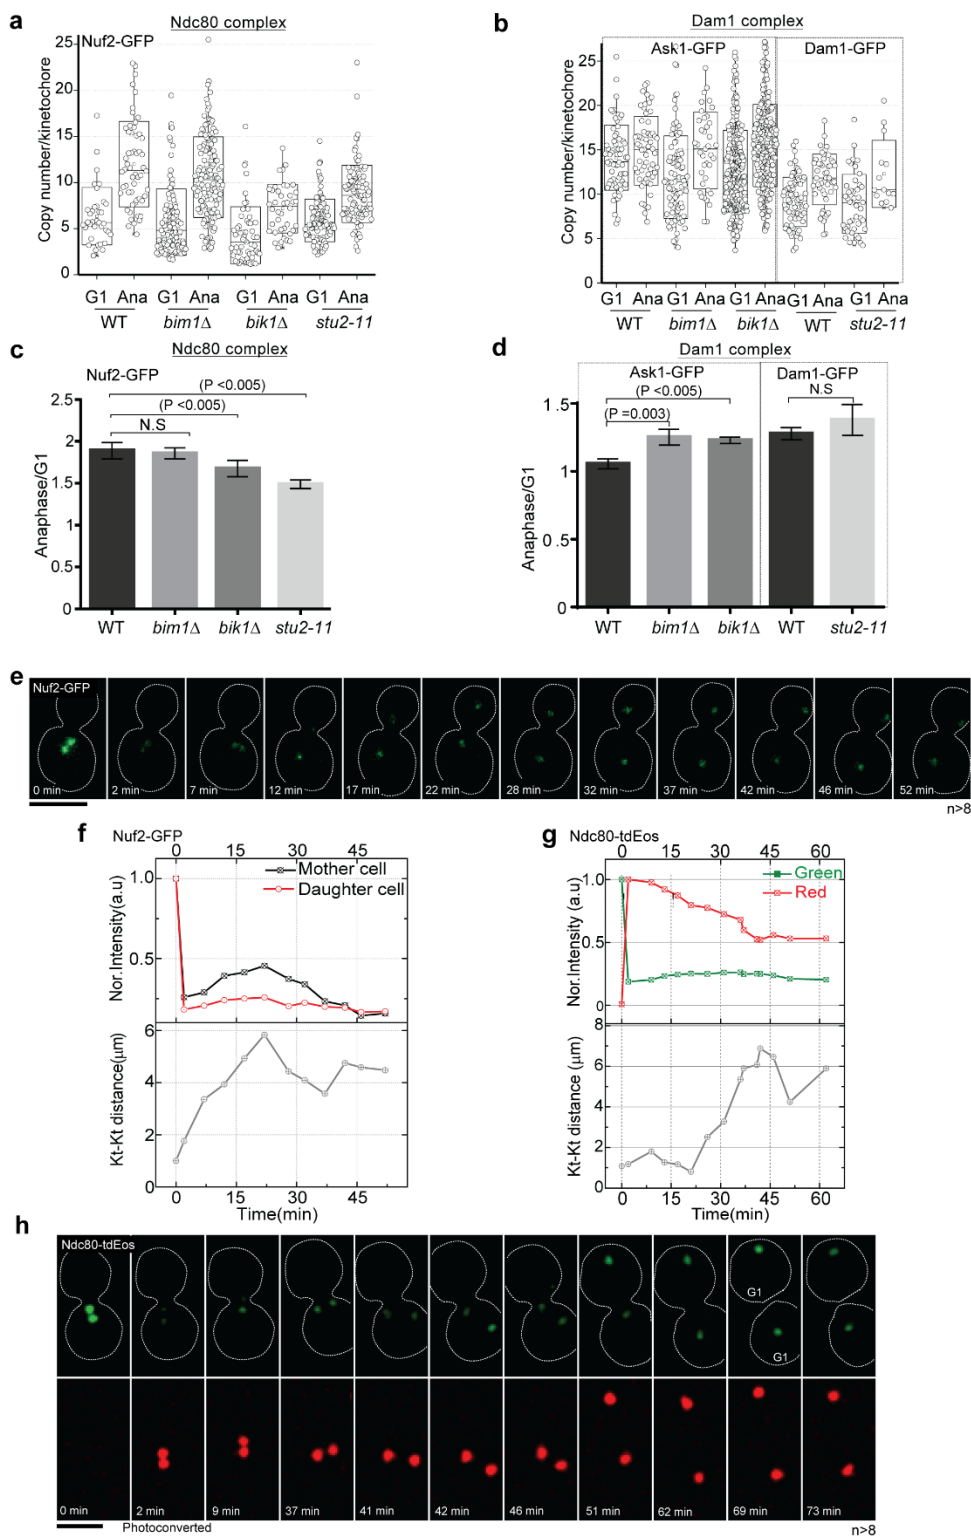 a
Ndc80 complex
Nuf2-GFP
Copy number/kinetochore
25
20
15
10
5
0
G1 Ana G1 Ana G1 Ana G1 Ana
WT bim1Δ bik1Δ stu2-11
b
Dam1 complex
Ask1-GFP
Dam1-GFP
Copy number/kinetochore
25
20
15
10
5
0
G1 Ana G1 Ana G1 Ana G1 Ana G1 Ana
WT bim1Δ bik1Δ WT stu2-11
c
Ndc80 complex
Nuf2-GFP
(P <0.005)
(P <0.005)
N.S
Anaphase/G1
2.5
2
1.5
1
0.5
0
WT bim1Δ bik1Δ stu2-11
d
Dam1 complex
Ask1-GFP
Dam1-GFP
(P <0.005)
(P =0.003)
N.S
Anaphase/G1
1.5
1
0.5
0
WT bim1Δ bik1Δ WT stu2-11
e
Nuf2-GFP
0 min 2 min 7 min 12 min 17 min 22 min 28 min 32 min 37 min 42 min 46 min 52 min
n>8
f
Nuf2-GFP
0 15 30 45
Mother cell
Daughter cell
Nor.Intensity(a.u)
1.0
0.5
Kt-Kt distance(μm)
6
4
2
0
0 15 30 45
Time(min)
g
Ndc80-tdEos
0 15 30 45 60
Green
Red
Nor.Intensity (a.u)
1.0
0.5
0
Kt-Kt distance (μm)
8
6
4
2
0
0 15 30 45 60
Time(min)
h
Ndc80-tdEos
G1
G1
0 min 2 min 9 min 37 min 41 min 42 min 46 min 51 min 62 min 69 min 73 min
Photoconverted
n>8